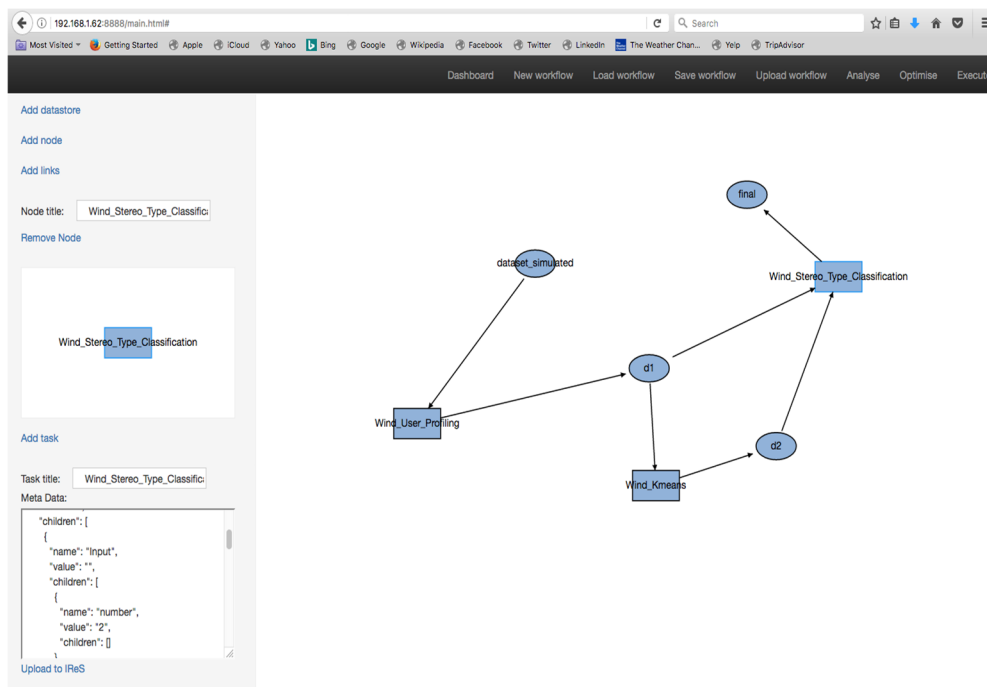 192.168.1.62:8888/main.html#
Search
Most Visited Getting Started Apple iCloud Yahoo Bing Google Wikipedia Facebook Twitter LinkedIn The Weather Chan... Yelp TripAdvisor
Dashboard New workflow Load workflow Save workflow Upload workflow Analyse Optimise Execute
Add datastore
Add node
Add links
Node title: Wind_Stereo_Type_Classific
Remove Node
Wind_Stereo_Type_Classification
Add task
Task title: Wind_Stereo_Type_Classific
Meta Data:
"children": [
{
"name": "Input",
"value": "",
"children": [
{
"name": "number",
"value": "2",
"children": []
}
Upload to IReS
final
dataset_simulated
Wind_Stereo_Type_Classification
d1
Wind_User_Profiling
d2
Wind_Kmeans